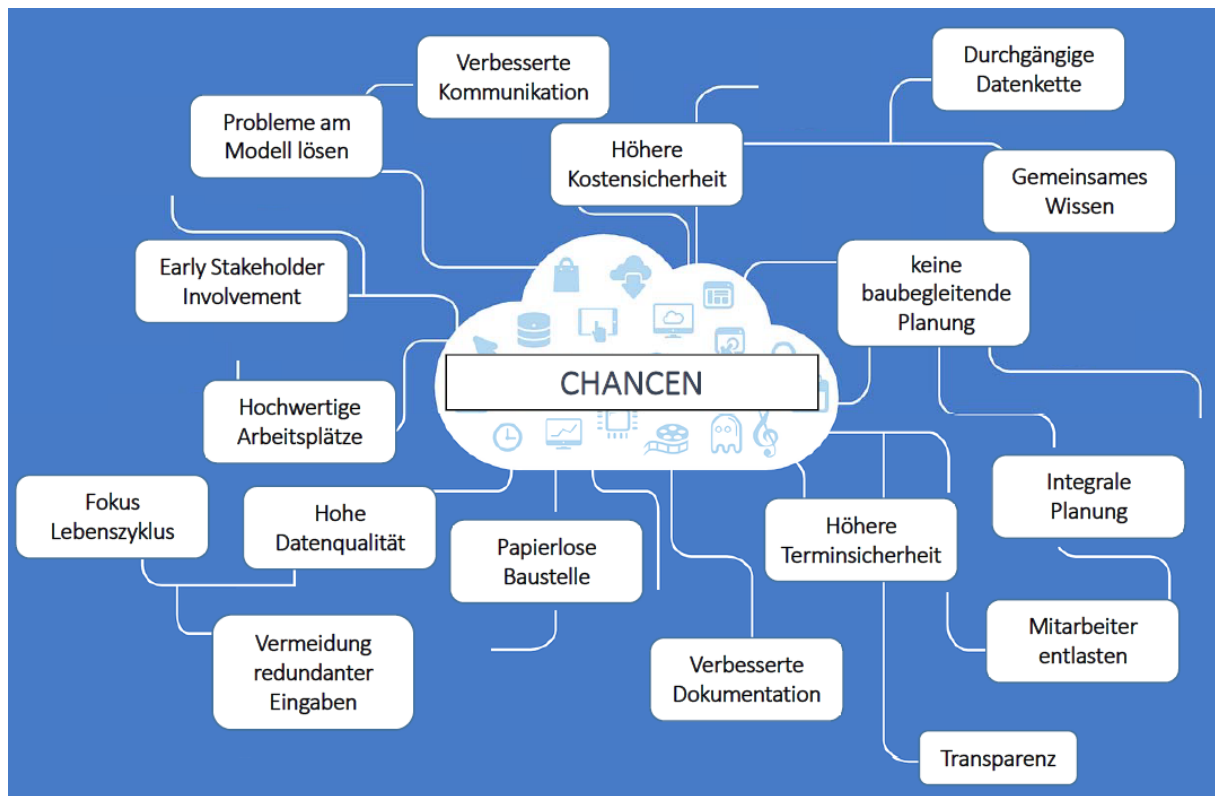 Verbesserte
Kommunikation
Durchgängige
Datenkette
Probleme am
Modell lösen
Höhere
Kostensicherheit
Gemeinsames
Wissen
Early Stakeholder
Involvement
keine
baubegleitende
Planung
CHANCEN
Hochwertige
Arbeitsplätze
Fokus
Lebenszyklus
Hohe
Datenqualität
Papierlose
Baustelle
Höhere
Terminsicherheit
Integrale
Planung
Vermeidung
redundanter
Eingaben
Verbesserte
Dokumentation
Mitarbeiter
entlasten
Transparenz